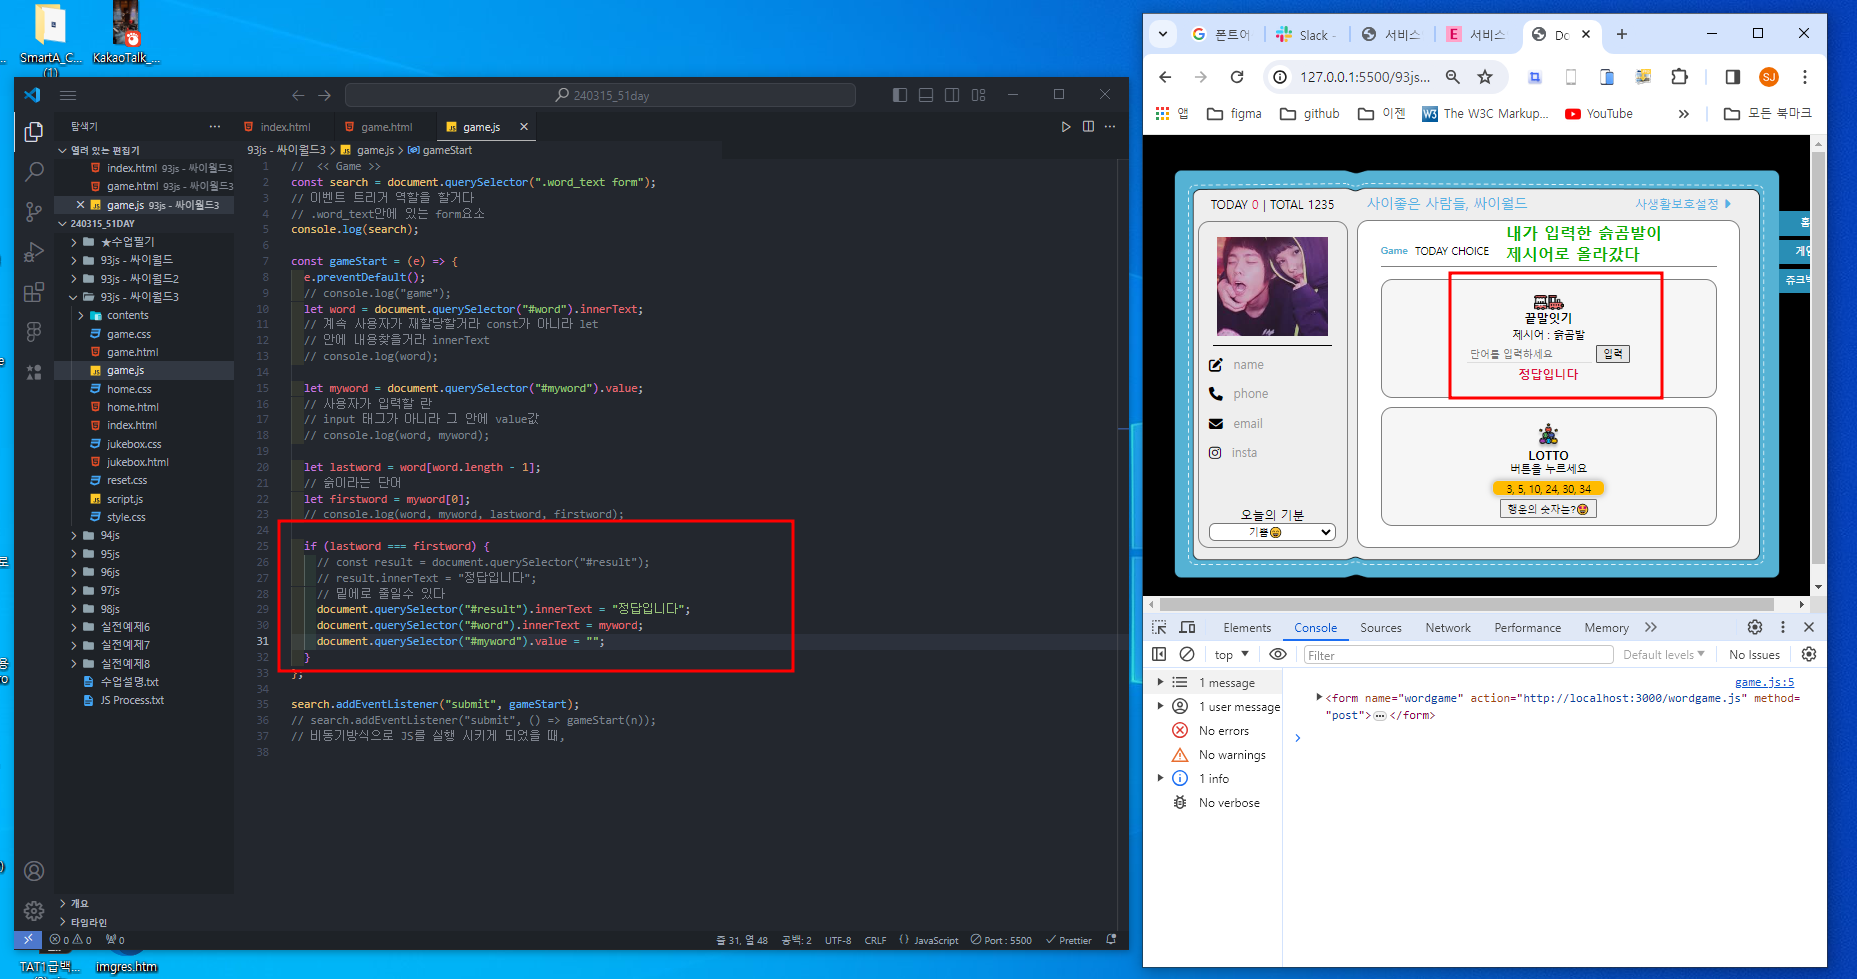 SmartA_C...
(1)
KakaoTalk_...
240315_51day
탐색기
index.html
game.html
game.js
열려 있는 편집기
index.html 93js - 싸이월드3
game.html 93js - 싸이월드3
game.js 93js - 싸이월드3
240315_51DAY
★수업필기
93js - 싸이월드
93js - 싸이월드2
93js - 싸이월드3
contents
game.css
game.html
game.js
home.css
home.html
index.html
jukebox.css
jukebox.html
reset.css
script.js
style.css
94js
95js
96js
97js
98js
실전예제6
실전예제7
실전예제8
수업설명.txt
JS Process.txt
개요
타임라인
93js - 싸이월드3 > game.js > gameStart
1 // << Game >>
2 const search = document.querySelector(".word_text form");
3 // 이벤트 트리거 역할을 할거다
4 // .word_text안에 있는 form요소
5 console.log(search);
6
7 const gameStart = (e) => {
8 e.preventDefault();
9 // console.log("game");
10 let word = document.querySelector("#word").innerText;
11 // 계속 사용자가 재할당할거라 const가 아니라 let
12 // 안에 내용찾을거라 innerText
13 // console.log(word);
14
15 let myword = document.querySelector("#myword").value;
16 // 사용자가 입력할 란
17 // input 태그가 아니라 그 안에 value값
18 // console.log(word, myword);
19
20 let lastword = word[word.length - 1];
21 // 슭이라는 단어
22 let firstword = myword[0];
23 // console.log(word, myword, lastword, firstword);
24
25 if (lastword === firstword) {
26 // const result = document.querySelector("#result");
27 // result.innerText = "정답입니다";
28 // 밑에로 줄일수 있다
29 document.querySelector("#result").innerText = "정답입니다";
30 document.querySelector("#word").innerText = myword;
31 document.querySelector("#myword").value = "";
32 }
33 };
34
35 search.addEventListener("submit", gameStart);
36 // search.addEventListener("submit", () => gameStart(n));
37 // 비동기방식으로 JS를 실행 시키게 되었을 때,
38
0 0 0
줄 31, 열 48 공백: 2 UTF-8 CRLF JavaScript Port : 5500 Prettier
TAT1급백...
imgres.htm
폰트어
Slack -
서비스
서비스
Do
127.0.0.1:5500/93js...
SJ
앱 figma github 이젠 The W3C Markup... YouTube » 모든 북마크
TODAY 0 | TOTAL 1235
사이좋은 사람들, 싸이월드
사생활보호설정
홈
게임
쥬크박
name
phone
email
insta
오늘의 기분
기쁨
Game TODAY CHOICE
내가 입력한 슭곰발이
제시어로 올라갔다
끝말잇기
제시어 : 슭곰발
단어를 입력하세요 입력
정답입니다
LOTTO
버튼을 누르세요
3, 5, 10, 24, 30, 34
행운의 숫자는?
Elements Console Sources Network Performance Memory
top Filter Default levels No Issues
1 message
1 user message
No errors
No warnings
1 info
No verbose
game.js:5
<form name="wordgame" action="http://localhost:3000/wordgame.js" method=
"post">…</form>